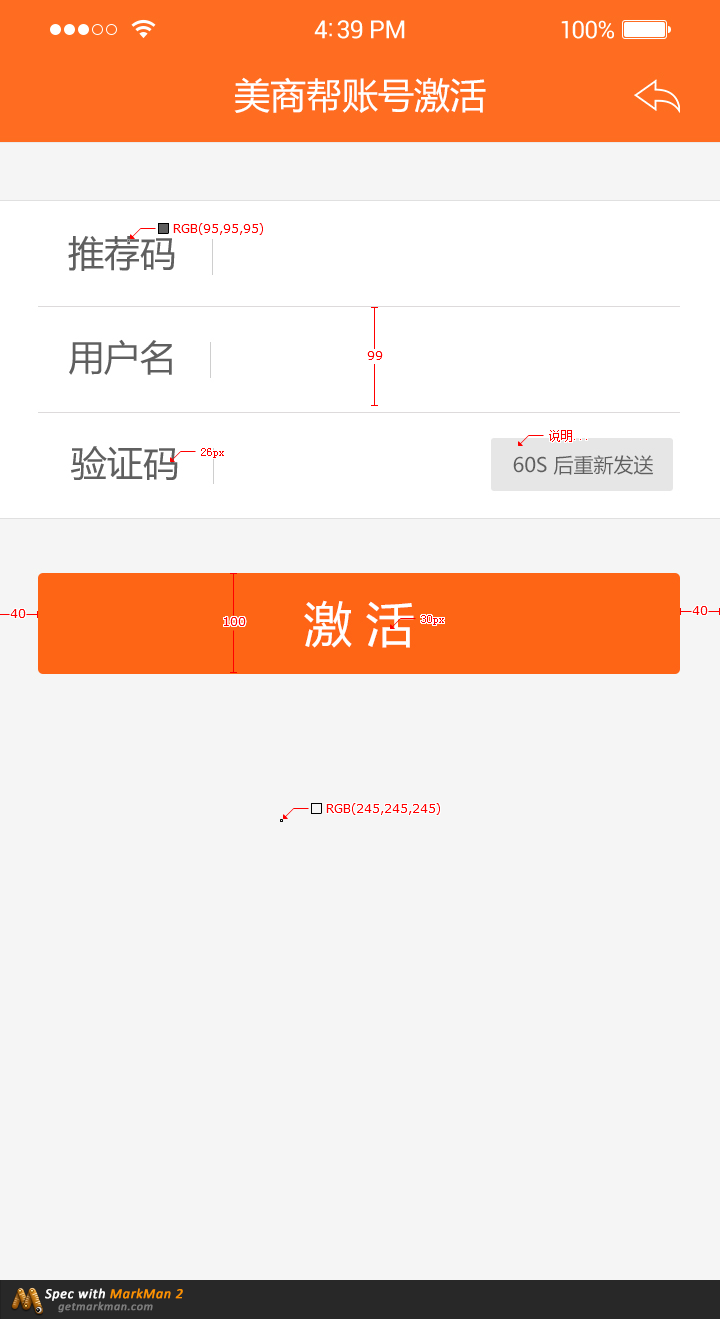 4:39 PM 100%
美商帮账号激活
RGB(95,95,95)
推荐码
99
用户名
说明...
验证码 26px
60S 后重新发送
40 100 激 活 30px 40
RGB(245,245,245)
Spec with MarkMan 2
getmarkman.com